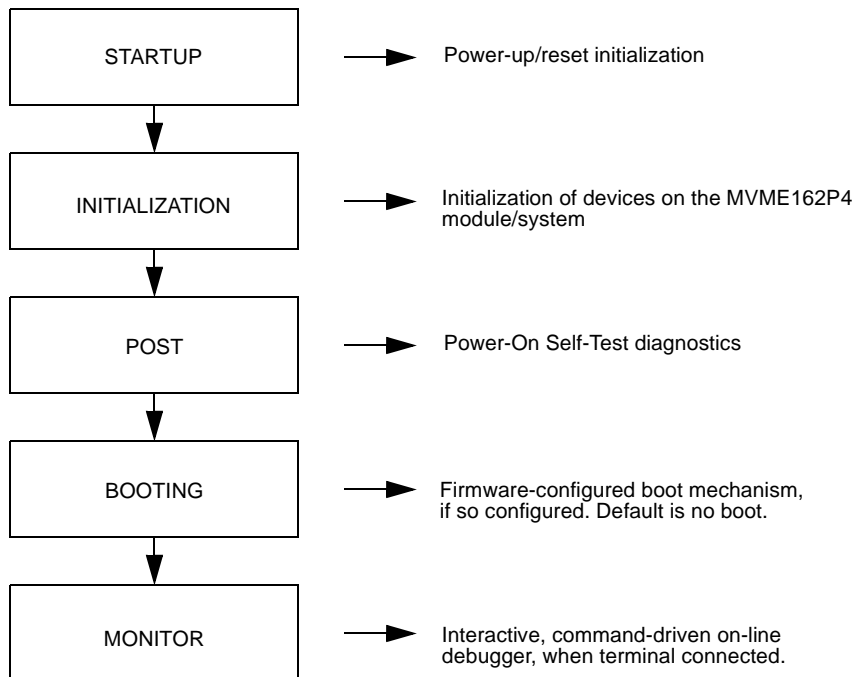 STARTUP
Power-up/reset initialization
INITIALIZATION
Initialization of devices on the MVME162P4
module/system
POST
Power-On Self-Test diagnostics
BOOTING
Firmware-configured boot mechanism,
if so configured. Default is no boot.
MONITOR
Interactive, command-driven on-line
debugger, when terminal connected.